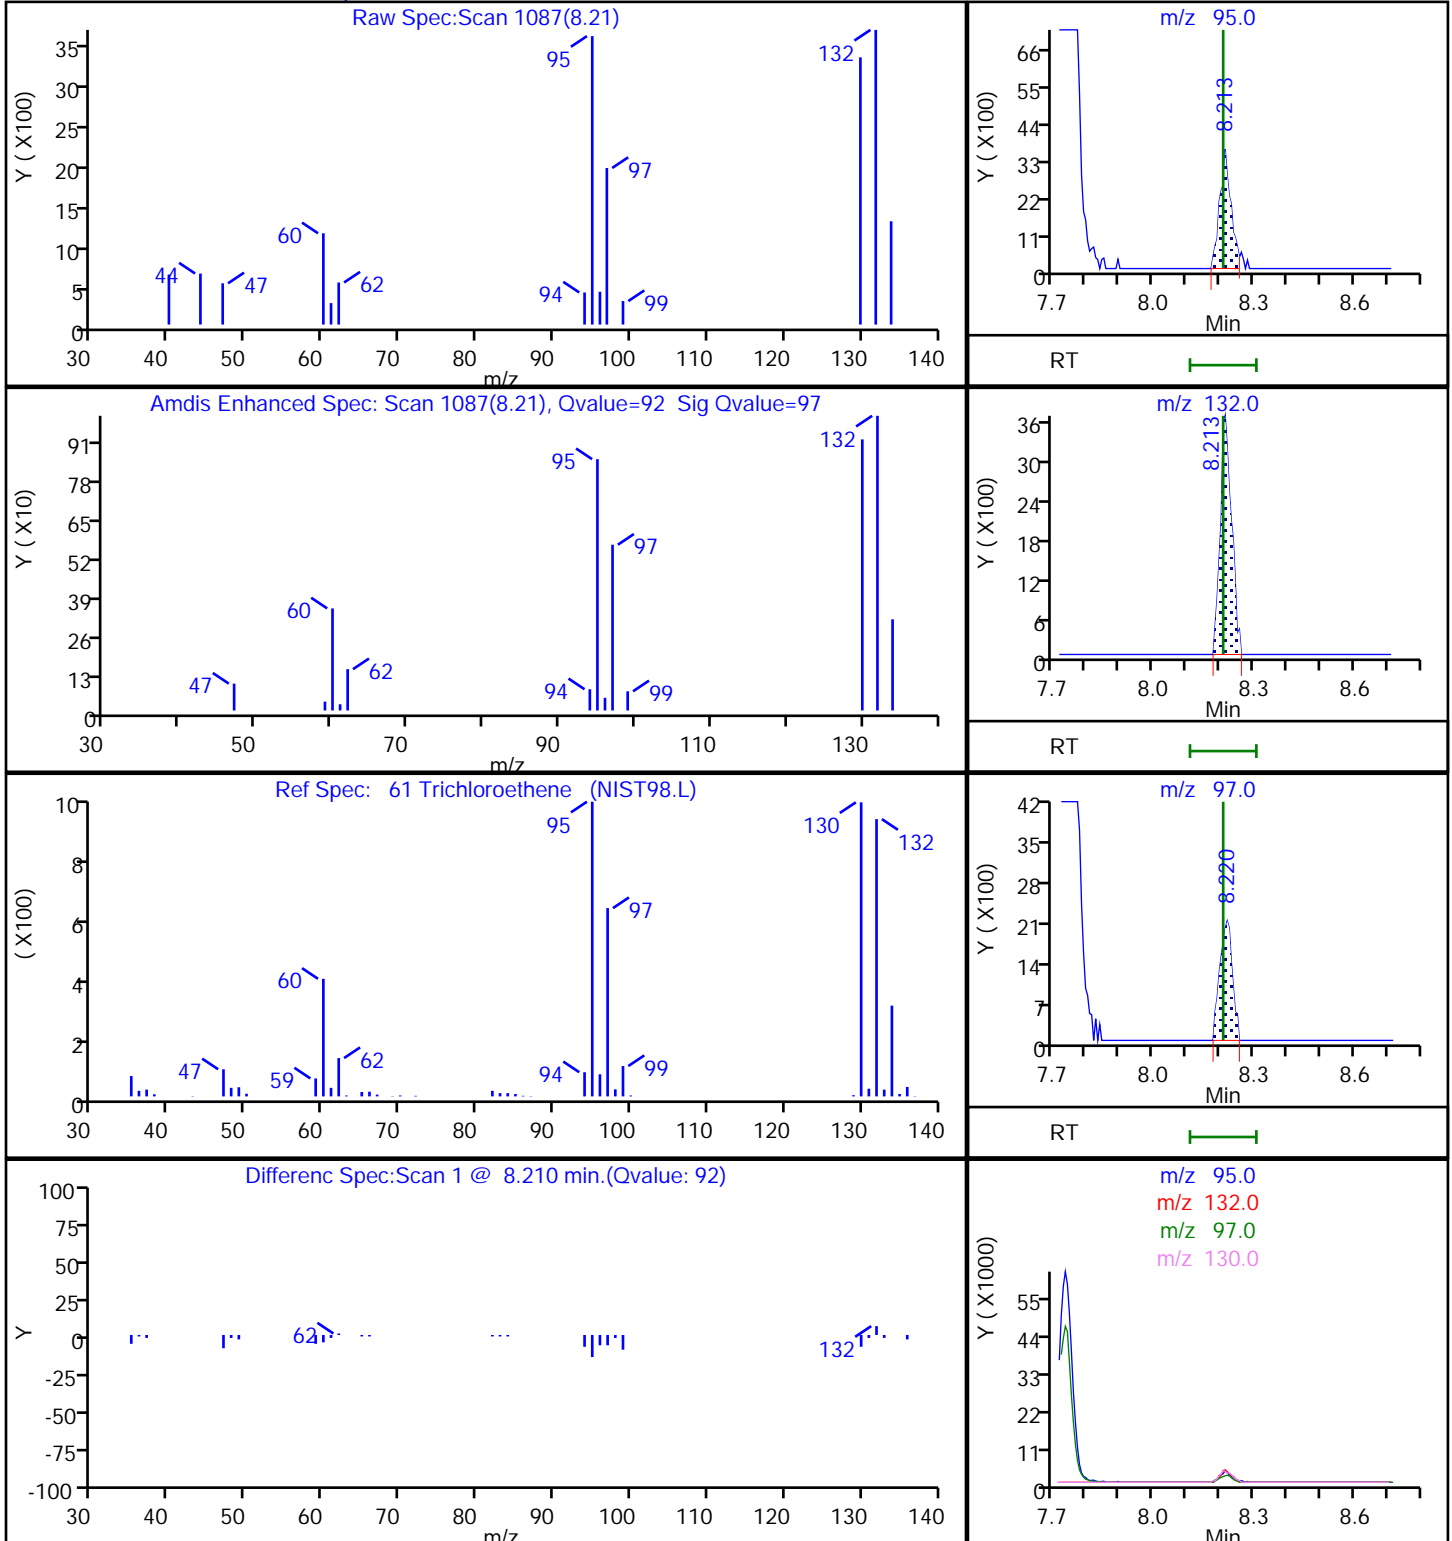 Raw Spec:Scan 1087(8.21)
Y ( X100)
35
30
25
20
15
10
5
0
44
47
60
62
94
95
97
99
132
30 40 50 60 70 80 90 100 110 120 130 140
m/z
m/z 95.0
Y ( X100)
66
55
44
33
22
11
0
8.213
7.7 8.0 8.3 8.6
Min
RT
Amdis Enhanced Spec: Scan 1087(8.21), Qvalue=92 Sig Qvalue=97
Y ( X10)
91
78
65
52
39
26
13
0
47
60
62
94
95
97
99
132
30 50 70 90 110 130
m/z
m/z 132.0
Y ( X100)
36
30
24
18
12
6
0
8.213
7.7 8.0 8.3 8.6
Min
RT
Ref Spec: 61 Trichloroethene (NIST98.L)
( X100)
10
8
6
4
2
0
47
59
60
62
94
95
97
99
130
132
30 40 50 60 70 80 90 100 110 120 130 140
m/z 97.0
Y ( X100)
42
35
28
21
14
7
0
8.220
7.7 8.0 8.3 8.6
Min
RT
Differenc Spec:Scan 1 @ 8.210 min.(Qvalue: 92)
Y
100
75
50
25
0
-25
-50
-75
-100
62
132
30 40 50 60 70 80 90 100 110 120 130 140
m/z
m/z 95.0
m/z 132.0
m/z 97.0
m/z 130.0
Y ( X1000)
55
44
33
22
11
0
7.7 8.0 8.3 8.6
Min